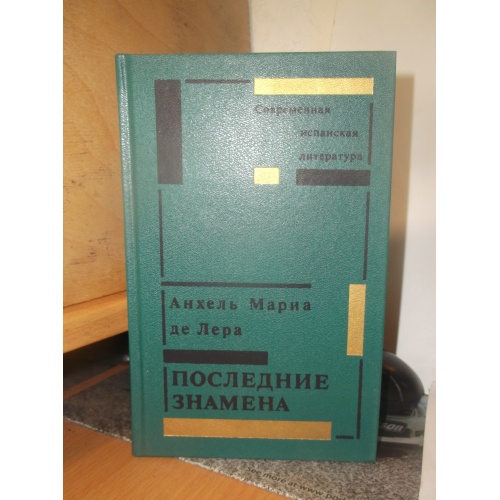 Современная
испанская
литература
Анхель Мариа
де Лера
ПОСЛЕДНИЕ
ЗНАМЕНА